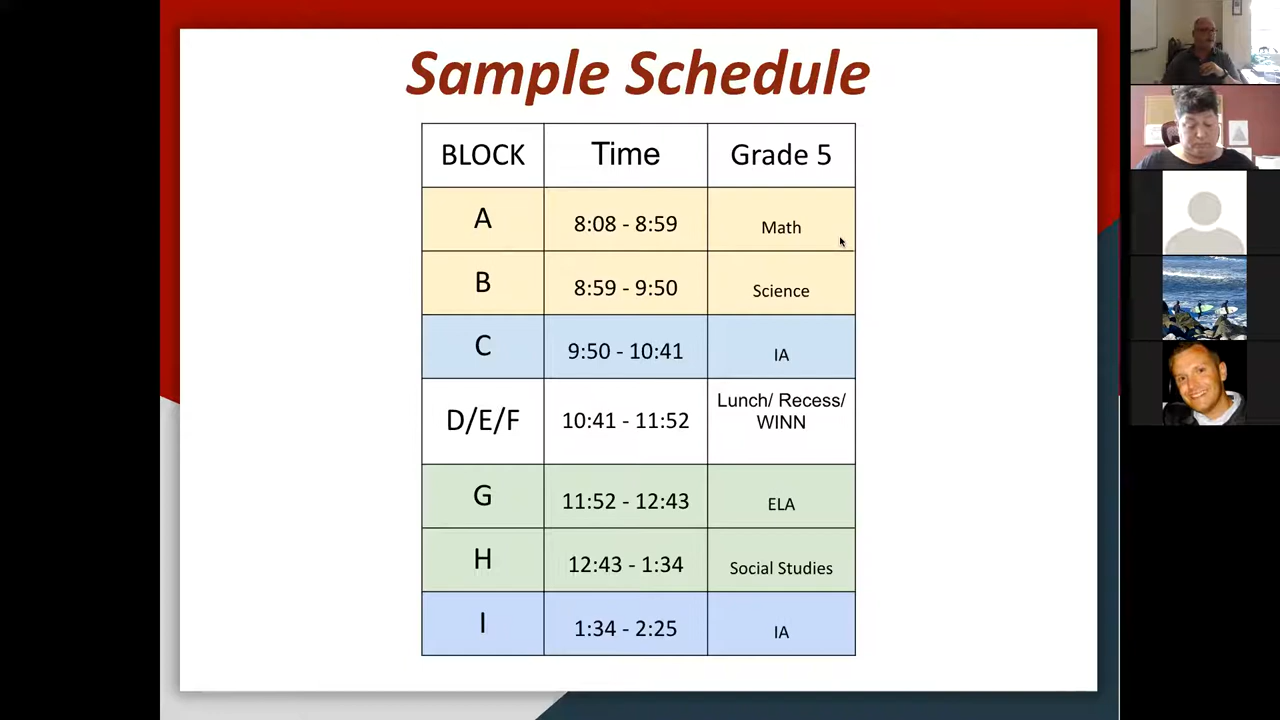 Sample Schedule
BLOCK Time Grade 5
A 8:08 - 8:59 Math
B 8:59 - 9:50 Science
C 9:50 - 10:41 IA
D/E/F 10:41 - 11:52 Lunch/ Recess/
WINN
G 11:52 - 12:43 ELA
H 12:43 - 1:34 Social Studies
I 1:34 - 2:25 IA